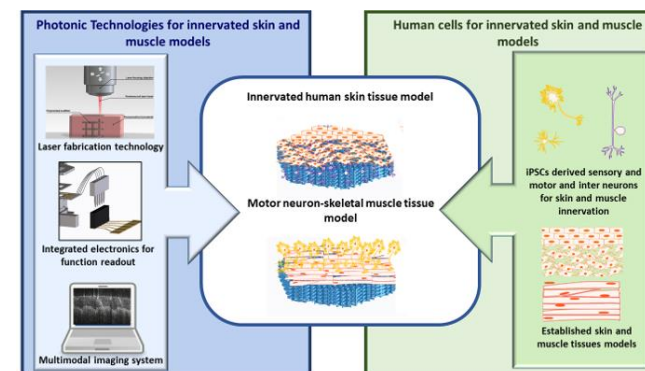 Photonic Technologies for innervated skin and
muscle models
Laser fabrication technology
Integrated electronics for
function readout
Multimodal imaging system
Innervated human skin tissue model
Motor neuron-skeletal muscle tissue
model
Human cells for innervated skin and muscle
models
iPSCs derived sensory and
motor and inter neurons
for skin and muscle
innervation
Established skin and
muscle tissues models